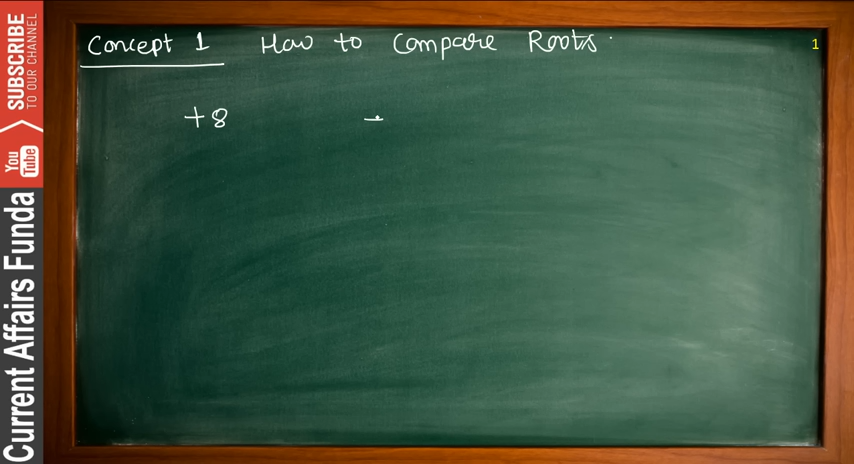 Concept 1 How to Compare Roots
1
+8 -
SUBSCRIBE
TO OUR CHANNEL
You Tube
Current Affairs Funda